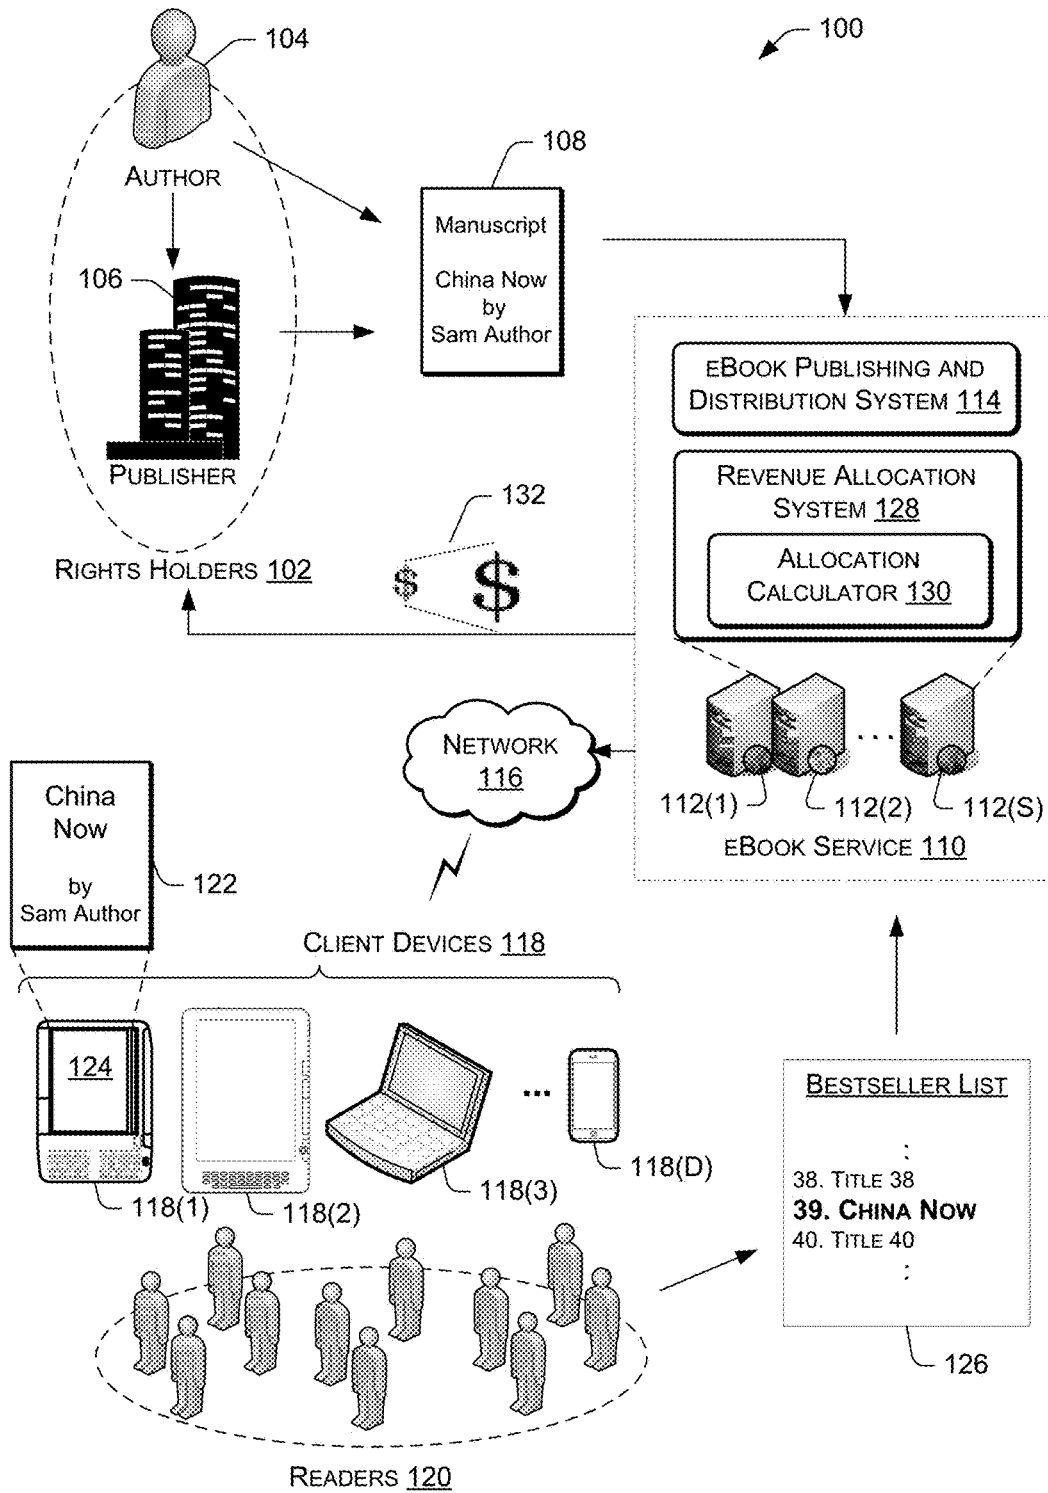 104
100
AUTHOR
108
Manuscript
China Now
by
Sam Author
106
PUBLISHER
RIGHTS HOLDERS 102
EBOOK PUBLISHING AND
DISTRIBUTION SYSTEM 114
REVENUE ALLOCATION
SYSTEM 128
ALLOCATION
CALCULATOR 130
132
$ $
NETWORK
116
112(1)
112(2)
...
112(S)
EBOOK SERVICE 110
China
Now
by
Sam Author
122
CLIENT DEVICES 118
124
...
118(1)
118(2)
118(3)
118(D)
BESTSELLER LIST
38. TITLE 38
39. CHINA NOW
40. TITLE 40
126
READERS 120